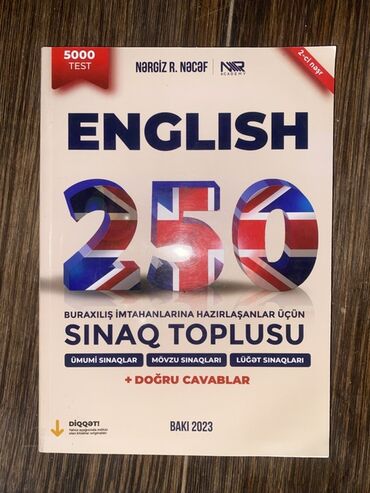 5000
TEST
NƏRGİZ R. NƏCƏF
NR
ACADEMY
2-ci nəşr
ENGLISH
250
BURAXILIŞ İMTAHANLARINA HAZIRLAŞANLAR ÜÇÜN
SINAQ TOPLUSU
ÜMUMİ SINAQLAR
MÖVZU SINAQLARI
LÜĞƏT SINAQLARI
+ DOĞRU CAVABLAR
DİQQƏT!
BAKI 2023